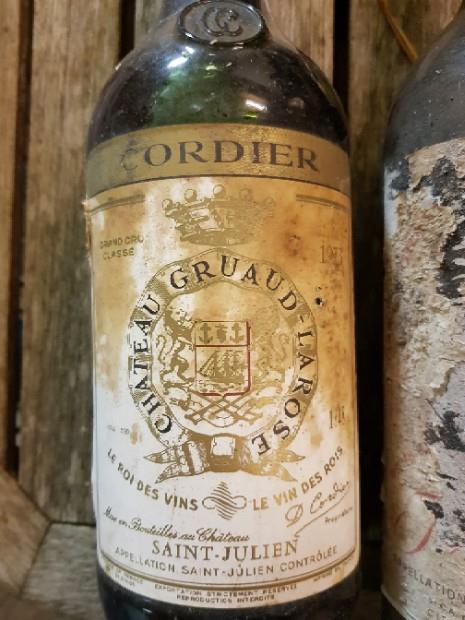 CORDIER
GRAND CRU
CLASSÉ
CHATEAU GRUAUD-LAROSE
LE ROI DES VINS LE VIN DES ROIS
Mise en Bouteilles au Château
D. Cordier
Propriétaire
SAINT-JULIEN
APPELLATION SAINT-JULIEN CONTRÔLÉE
EXPORTATION STRICTEMENT RÉSERVÉE
REPRODUCTION INTERDITE